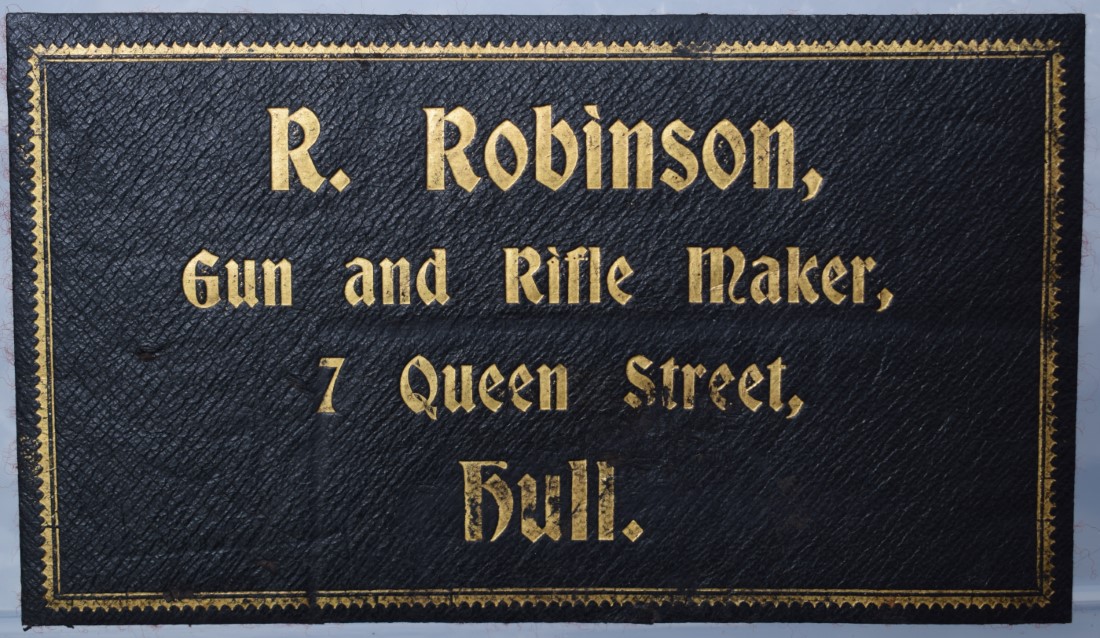 R. Robinson,
Gun and Rifle Maker,
7 Queen Street,
Hull.